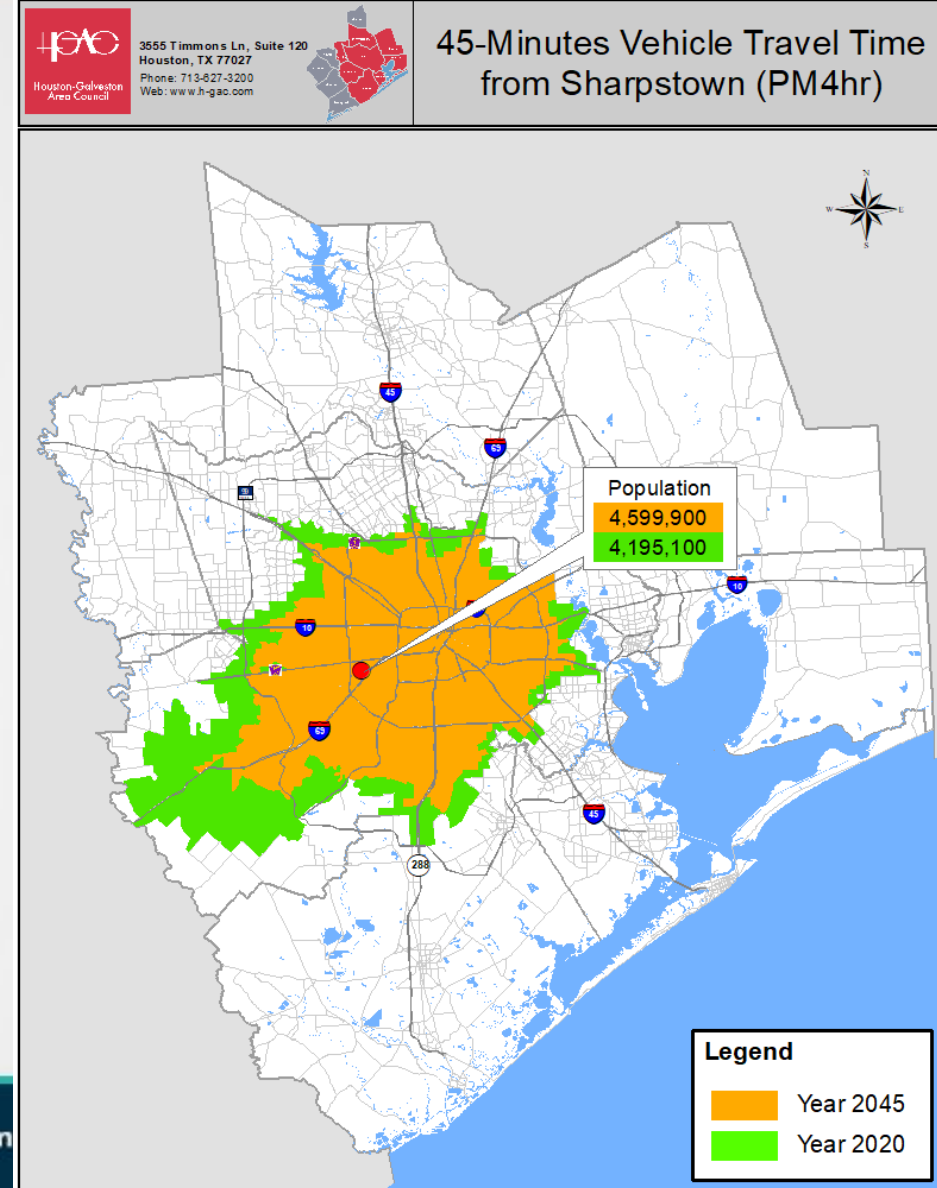 H-GAC
Houston-Galveston
Area Council
3555 Timmons Ln, Suite 120
Houston, TX 77027
Phone: 713-627-3200
Web: www.h-gac.com
45-Minutes Vehicle Travel Time
from Sharpstown (PM4hr)
N
W E
S
45
69
Population
4,599,900
4,195,100
10
10
69
45
288
Legend
Year 2045
Year 2020
n